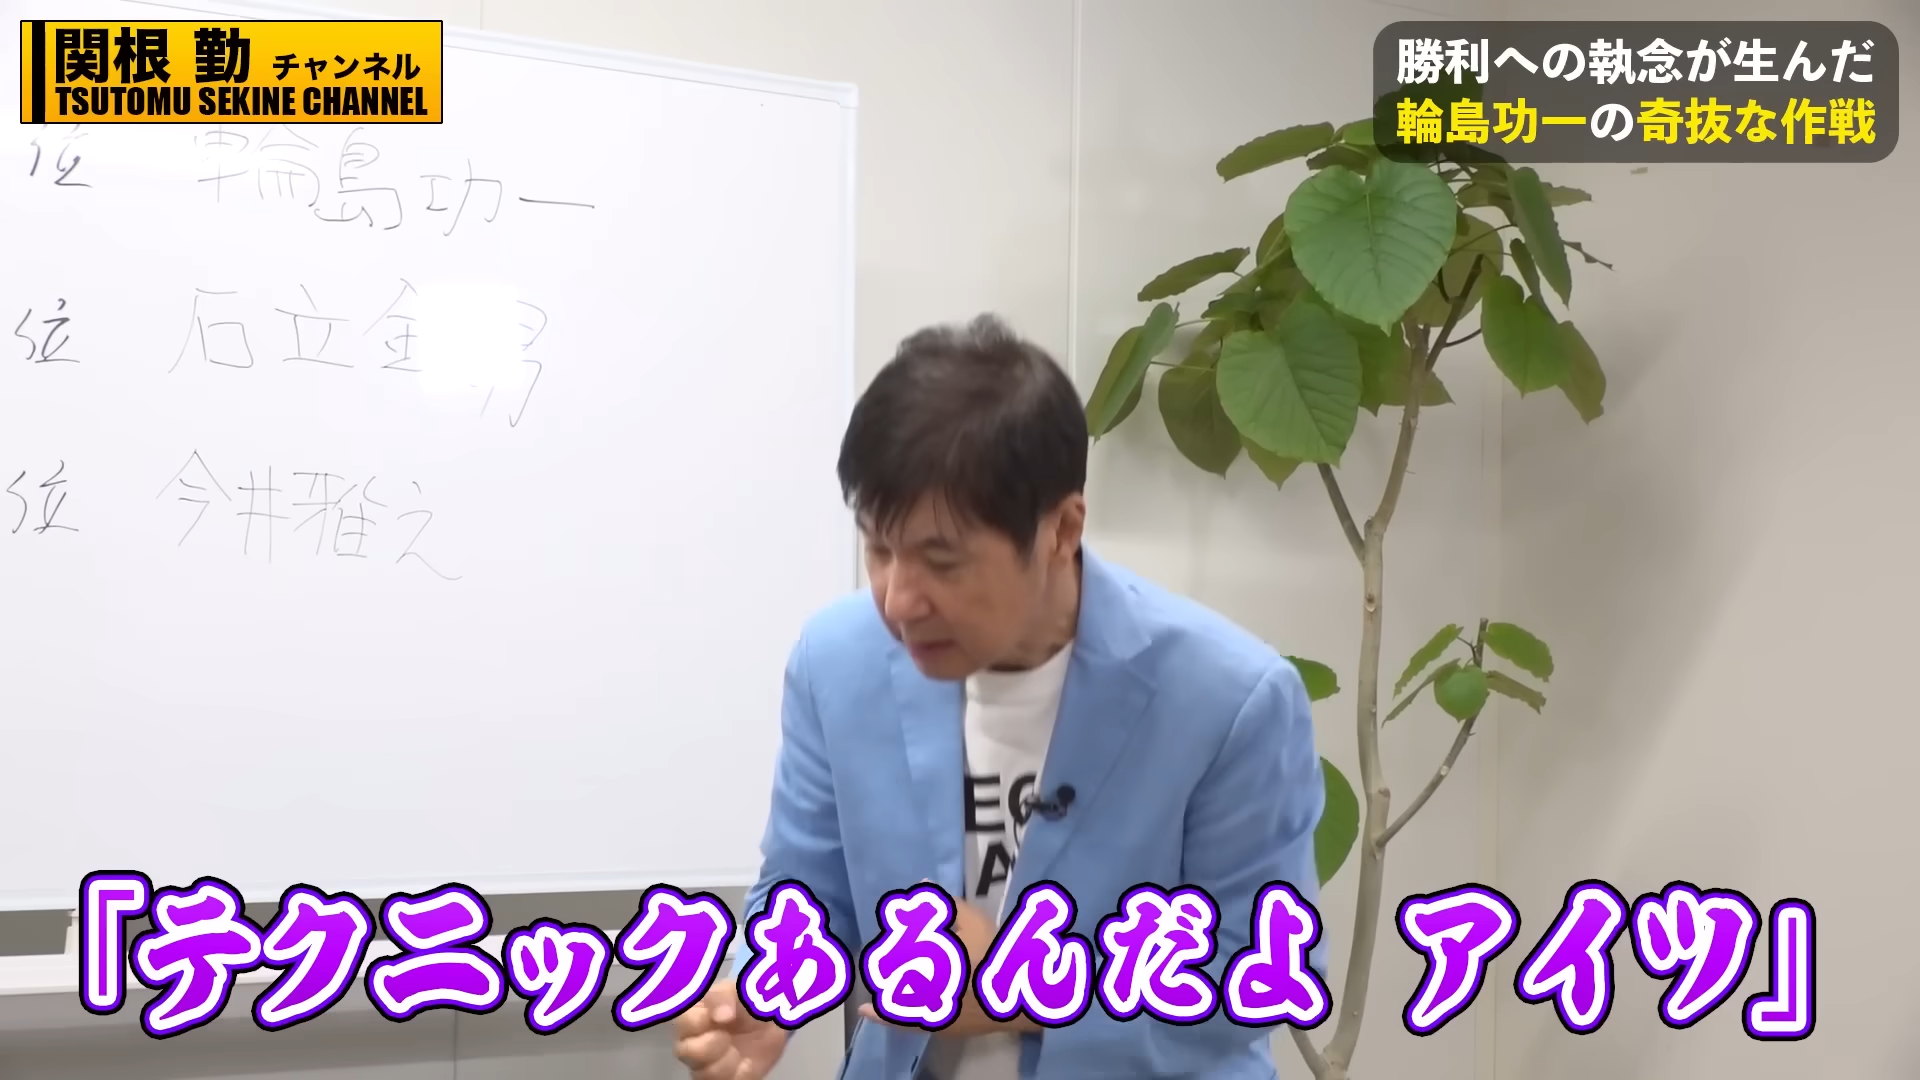 関根 勤 チャンネル
TSUTOMU SEKINE CHANNEL
勝利への執念が生んだ
輪島功一の奇抜な作戦
位 輪島功一
位 石立金 男
位 今井雅之
EG
A
『テクニックあるんだよ アイツ』